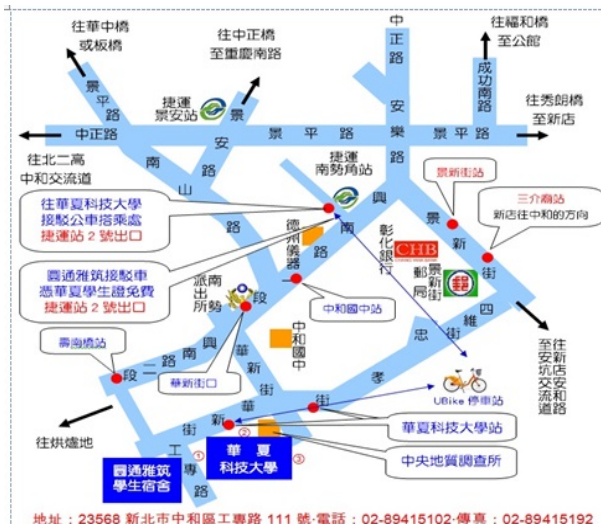 往華中橋
或板橋
往中正橋
至重慶南路
中正路
往福和橋
至公館
成功南路
景平路
捷運
景安站
景安路
安樂路
中正路
景平路
景平路
往秀朗橋
至新店
往北二高
中和交流道
南山路
捷運
南勢角站
景新街站
三介廟站
新店往中和的方向
往華夏科技大學
接駁公車搭乘處
捷運站 2 號出口
興南路一段
德州儀器
彰化銀行
CHB
景新街
郵局
景新街
圓通雅筑接駁車
憑華夏學生證免費
捷運站 2 號出口
南勢
派出所
中和國中站
中和國中
四維街
忠孝街
壽南橋站
興南路二段
華新街口
華新街
往新店安和路
至安坑交流道
UBike 停車站
華夏科技大學站
中央地質調查所
往烘爐地
華新街
工專路
①
②
③
圓通雅筑
學生宿舍
華夏
科技大學
地址：23568 新北市中和區工專路 111 號‧電話：02-89415102‧傳真：02-89415192